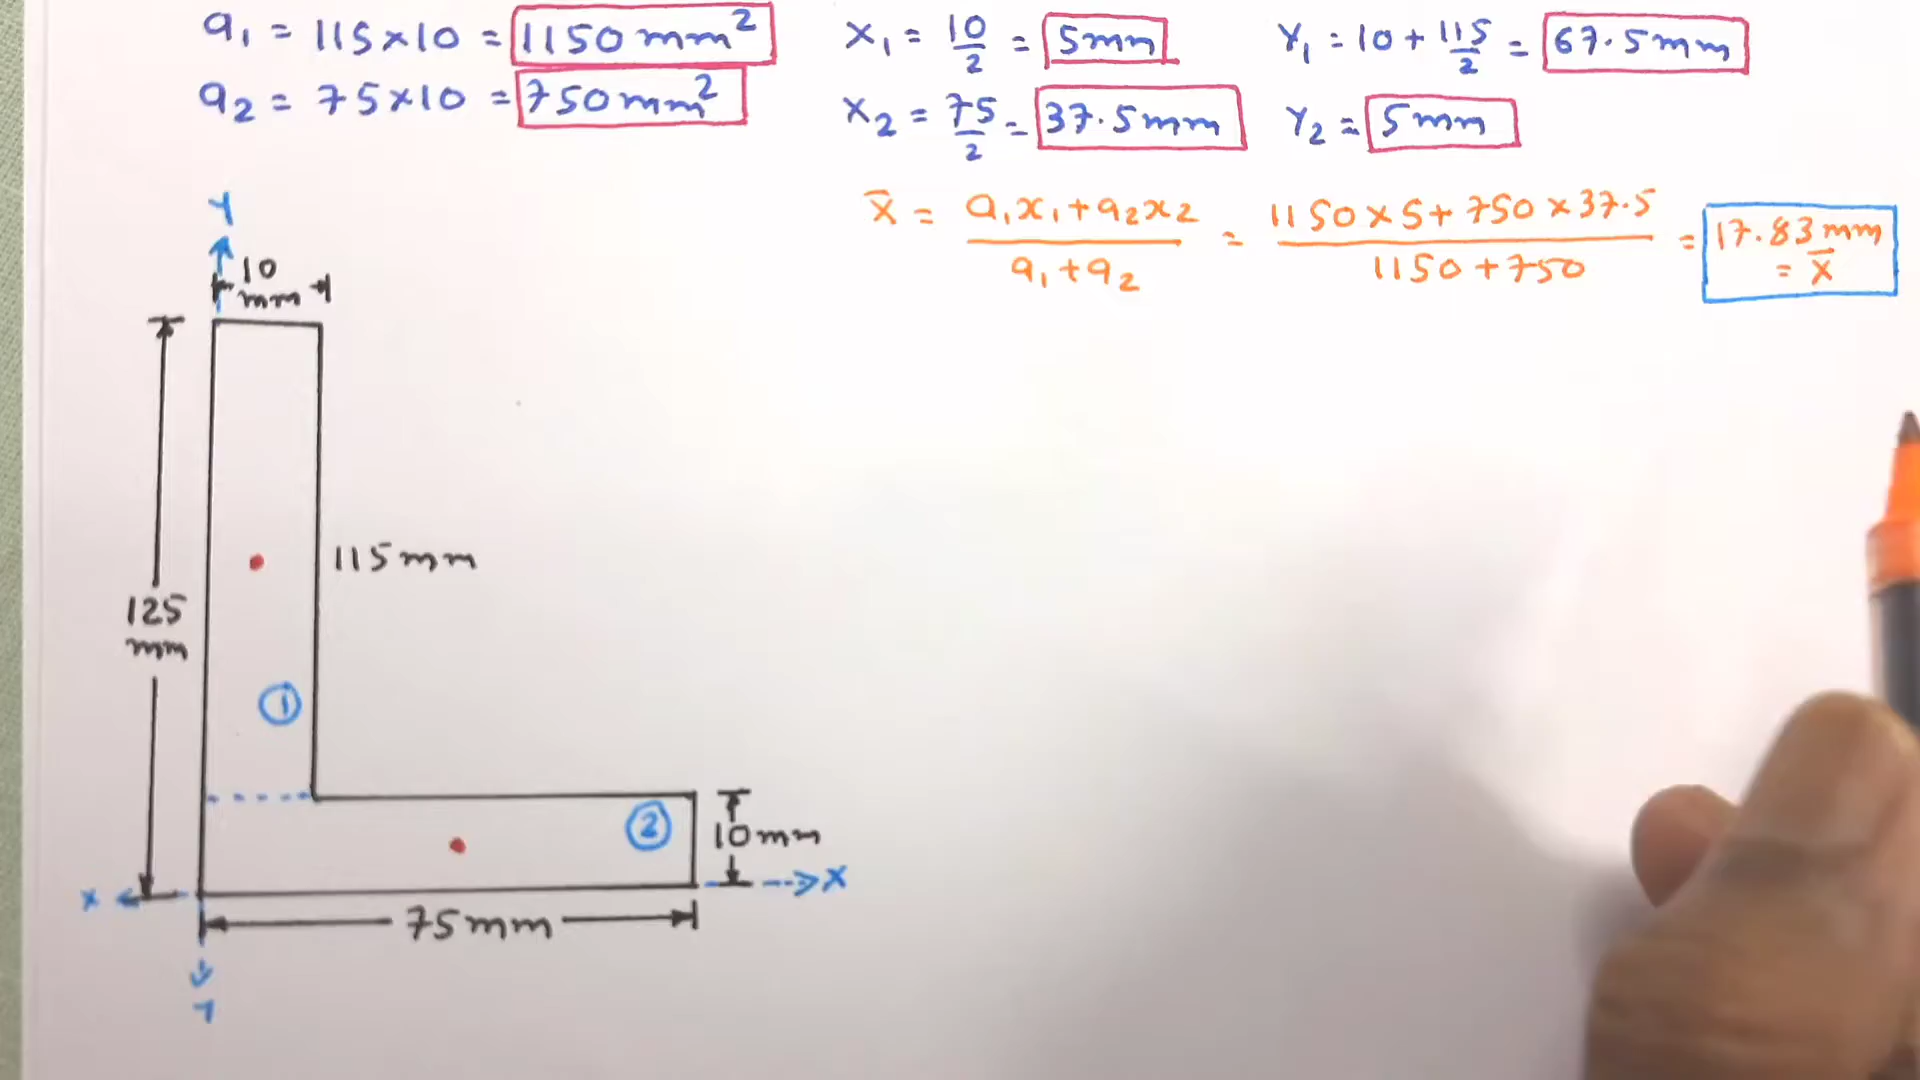 a₁ = 115×10 = 1150 mm²
x₁ = 10/2 = 5mm
Y₁ = 10 + 115/2 = 67.5mm
a₂ = 75×10 = 750mm²
x₂ = 75/2 = 37.5mm
Y₂ = 5mm
X̄ = a₁x₁+a₂x₂ / a₁+a₂ = 1150×5+750×37.5 / 1150+750 = 17.83mm
= X̄
Y
10
mm
115mm
125
mm
1
2
10mm
X
X
75mm
Y